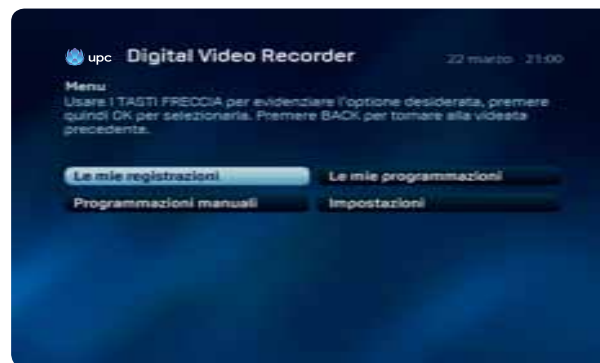 upc Digital Video Recorder 22 marzo 21:00
Menu
Usare I TASTI FRECCIA per evidenziare l'optione desiderata, premere
quindi OK per selezionarla. Premere BACK per tornare alla videata
precedente.
Le mie registrazioni Le mie programmazioni
Programmazioni manuali Impostazioni